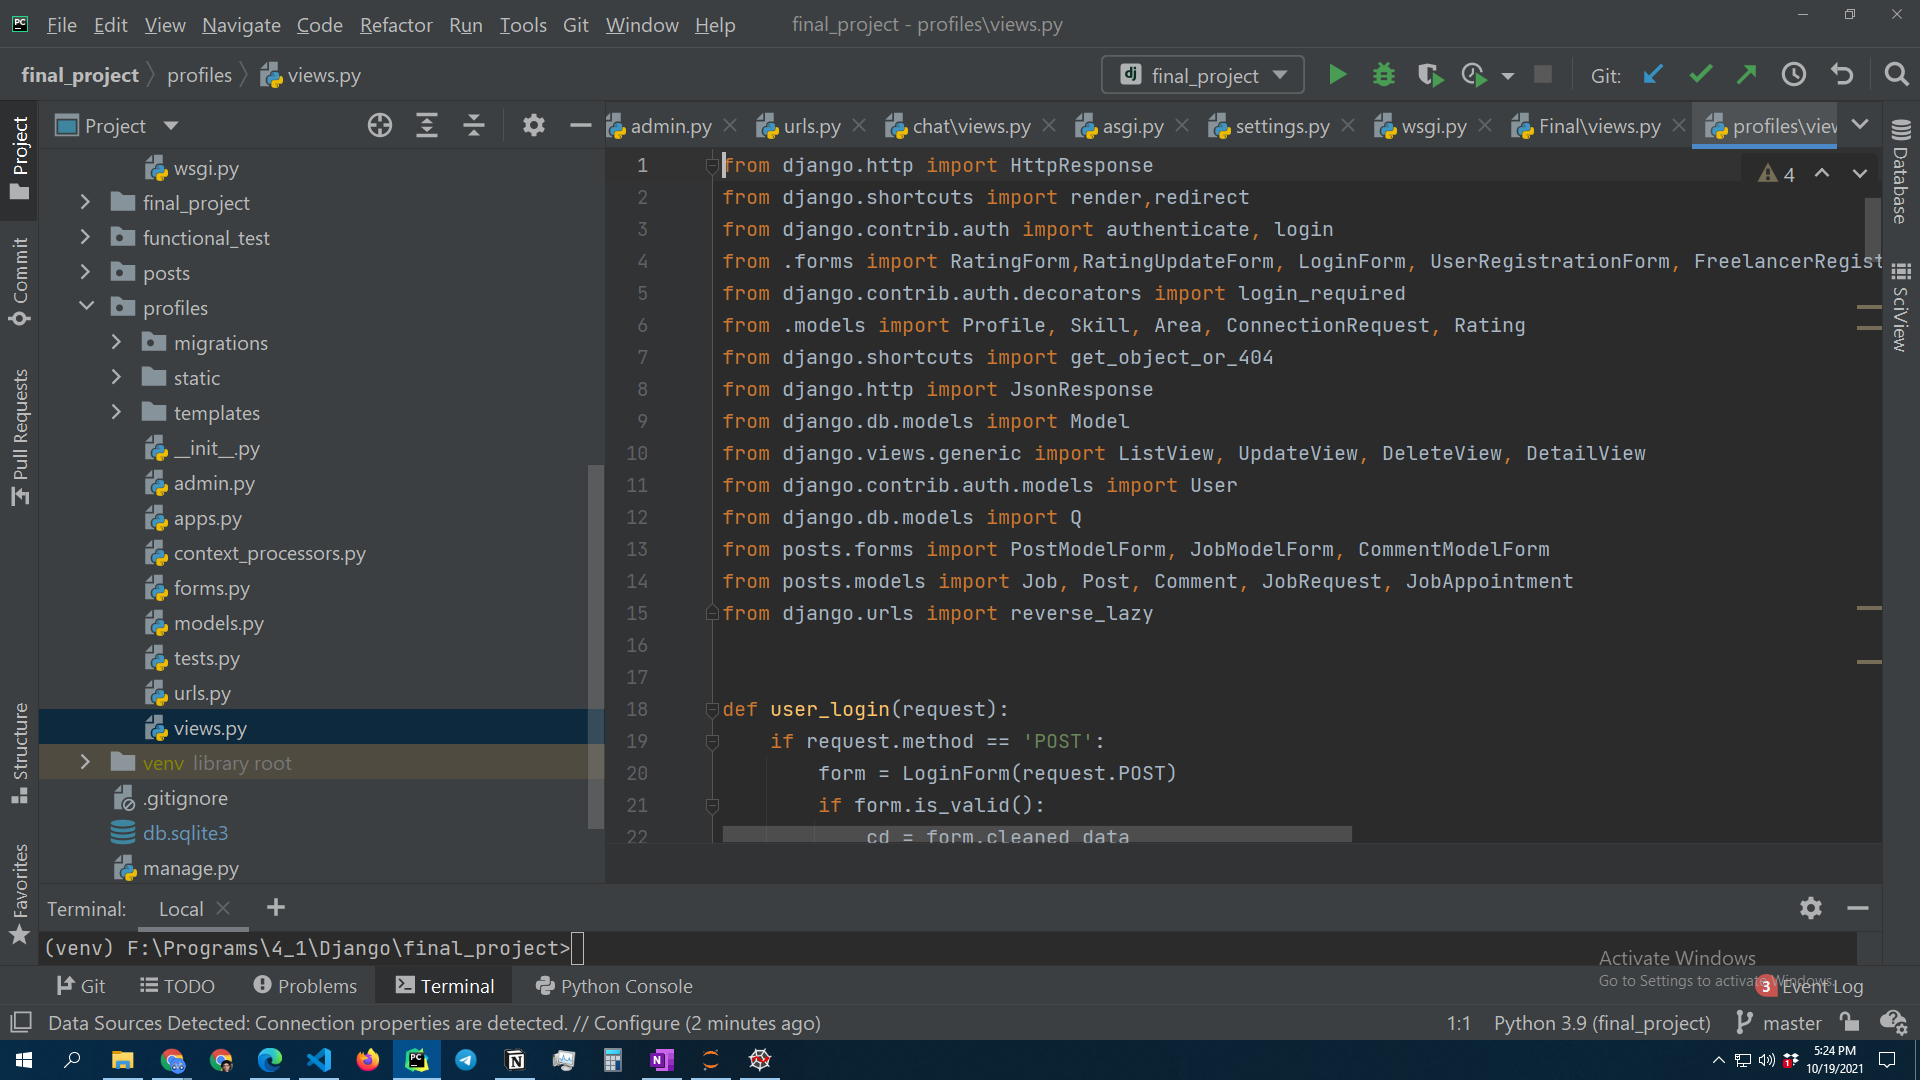 File Edit View Navigate Code Refactor Run Tools Git Window Help final_project - profiles\views.py
final_project profiles views.py final_project Git:
Project
admin.py urls.py chat\views.py asgi.py settings.py wsgi.py Final\views.py profiles\view
wsgi.py
final_project
functional_test
posts
profiles
migrations
static
templates
__init__.py
admin.py
apps.py
context_processors.py
forms.py
models.py
tests.py
urls.py
views.py
venv library root
.gitignore
db.sqlite3
manage.py
Project
Commit
Pull Requests
Structure
Favorites
1 from django.http import HttpResponse
2 from django.shortcuts import render,redirect
3 from django.contrib.auth import authenticate, login
4 from .forms import RatingForm,RatingUpdateForm, LoginForm, UserRegistrationForm, FreelancerRegist
5 from django.contrib.auth.decorators import login_required
6 from .models import Profile, Skill, Area, ConnectionRequest, Rating
7 from django.shortcuts import get_object_or_404
8 from django.http import JsonResponse
9 from django.db.models import Model
10 from django.views.generic import ListView, UpdateView, DeleteView, DetailView
11 from django.contrib.auth.models import User
12 from django.db.models import Q
13 from posts.forms import PostModelForm, JobModelForm, CommentModelForm
14 from posts.models import Job, Post, Comment, JobRequest, JobAppointment
15 from django.urls import reverse_lazy
16
17
18 def user_login(request):
19 if request.method == 'POST':
20 form = LoginForm(request.POST)
21 if form.is_valid():
22 cd = form.cleaned_data
4
Database
SciView
Terminal: Local
(venv) F:\Programs\4_1\Django\final_project>
Activate Windows
Go to Settings to activate Windows.
Git TODO Problems Terminal Python Console 3 Event Log
Data Sources Detected: Connection properties are detected. // Configure (2 minutes ago) 1:1 Python 3.9 (final_project) master
5:24 PM
10/19/2021